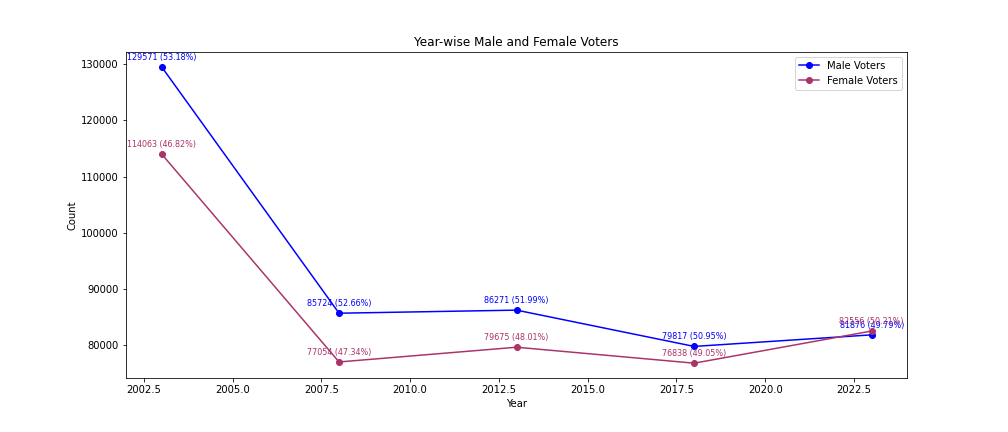 Year-wise Male and Female Voters
129571 (53.18%)
130000
Male Voters
Female Voters
120000
114063 (46.82%)
110000
Count
100000
90000
85724 (52.66%)
86271 (51.99%)
82556 (50.21%)
81876 (49.79%)
79817 (50.95%)
79675 (48.01%)
77054 (47.34%)
76838 (49.05%)
80000
2002.5 2005.0 2007.5 2010.0 2012.5 2015.0 2017.5 2020.0 2022.5
Year